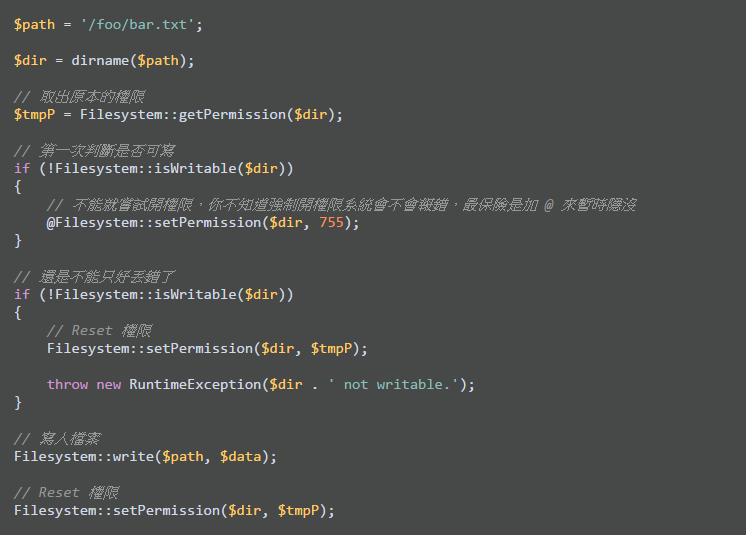 $path = '/foo/bar.txt';
$dir = dirname($path);
// 取出原本的權限
$tmpP = Filesystem::getPermission($dir);
// 第一次判斷是否可寫
if (!Filesystem::isWritable($dir))
{
// 不能就嘗試開權限，你不知道強制開權限系統會不會報錯，最保險是加 @ 來暫時隱沒
@Filesystem::setPermission($dir, 755);
}
// 還是不能只好丟錯了
if (!Filesystem::isWritable($dir))
{
// Reset 權限
Filesystem::setPermission($dir, $tmpP);
throw new RuntimeException($dir . ' not writable.');
}
// 寫入檔案
Filesystem::write($path, $data);
// Reset 權限
Filesystem::setPermission($dir, $tmpP);